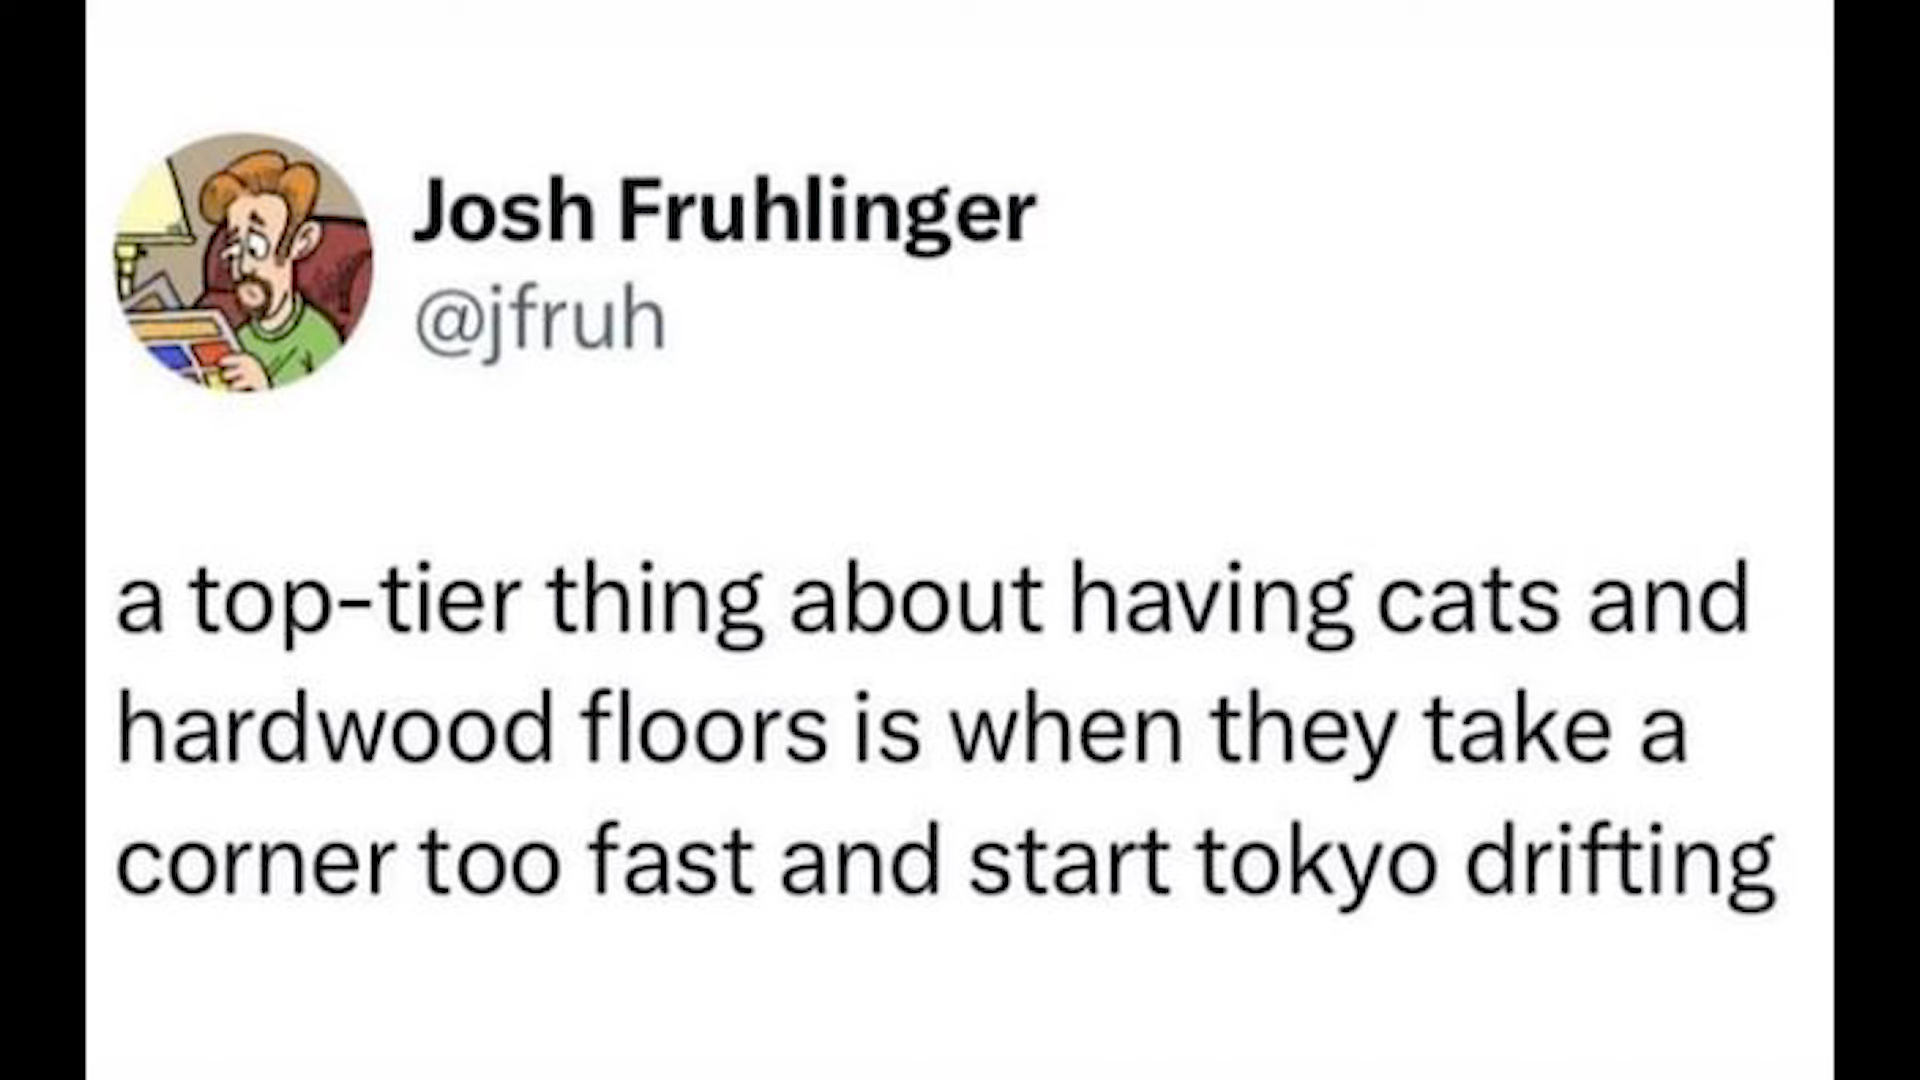 Josh Fruhlinger
@jfruh
a top-tier thing about having cats and
hardwood floors is when they take a
corner too fast and start tokyo drifting